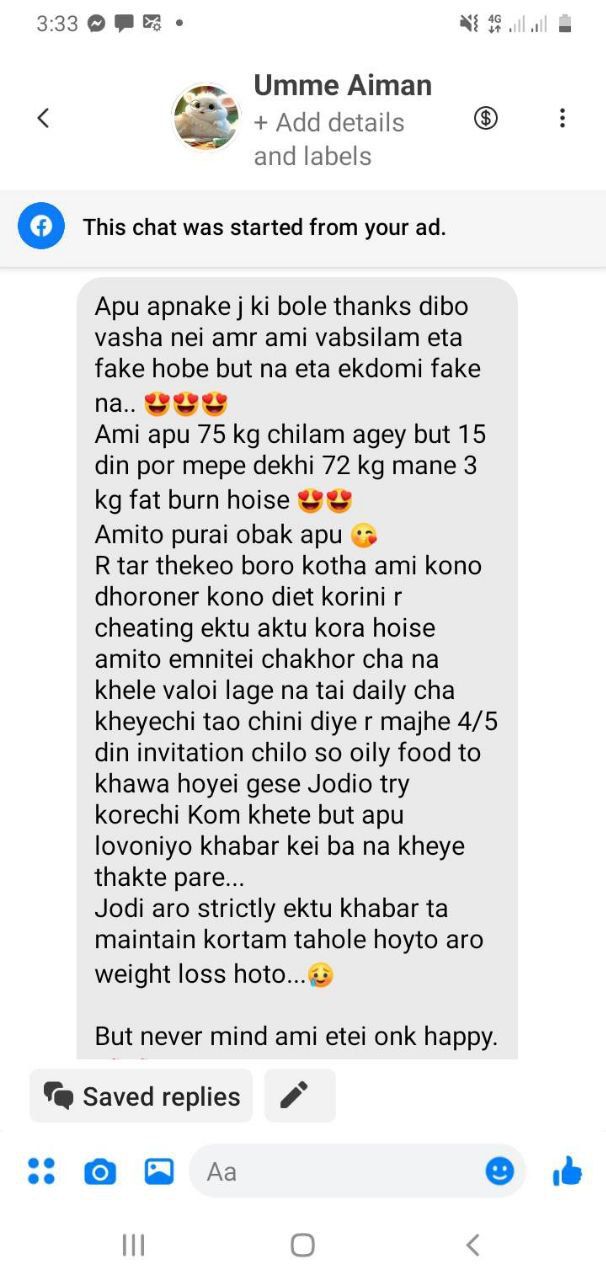 3:33
4G
Umme Aiman
+ Add details
and labels
This chat was started from your ad.
Apu apnake j ki bole thanks dibo
vasha nei amr ami vabsilam eta
fake hobe but na eta ekdomi fake
na.. 😍😍😍
Ami apu 75 kg chilam agey but 15
din por mepe dekhi 72 kg mane 3
kg fat burn hoise 😍😍
Amito purai obak apu 😘
R tar thekeo boro kotha ami kono
dhoroner kono diet korini r
cheating ektu aktu kora hoise
amito emnitei chakhor cha na
khele valoi lage na tai daily cha
kheyechi tao chini diye r majhe 4/5
din invitation chilo so oily food to
khawa hoyei gese Jodio try
korechi Kom khete but apu
lovoniyo khabar kei ba na kheye
thakte pare...
Jodi aro strictly ektu khabar ta
maintain kortam tahole hoyto aro
weight loss hoto...🥲
But never mind ami etei onk happy.
Saved replies
Aa